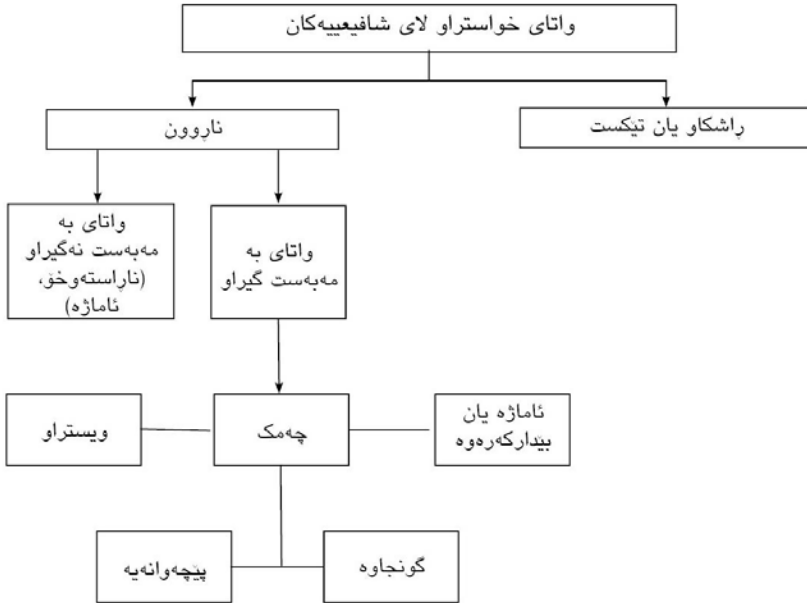 واتای خواستراو لای شافیعییەکان
ڕاشکاو یان تێکست
ناڕوون
واتای بە
مەبەست گیراو
واتای بە
مەبەست نەگیراو
(ناڕاستەوخۆ،
ئاماژە)
ئاماژە یان
بێدارکەرەوە
چەمک
ویستراو
گونجاوە
پێچەوانەیە